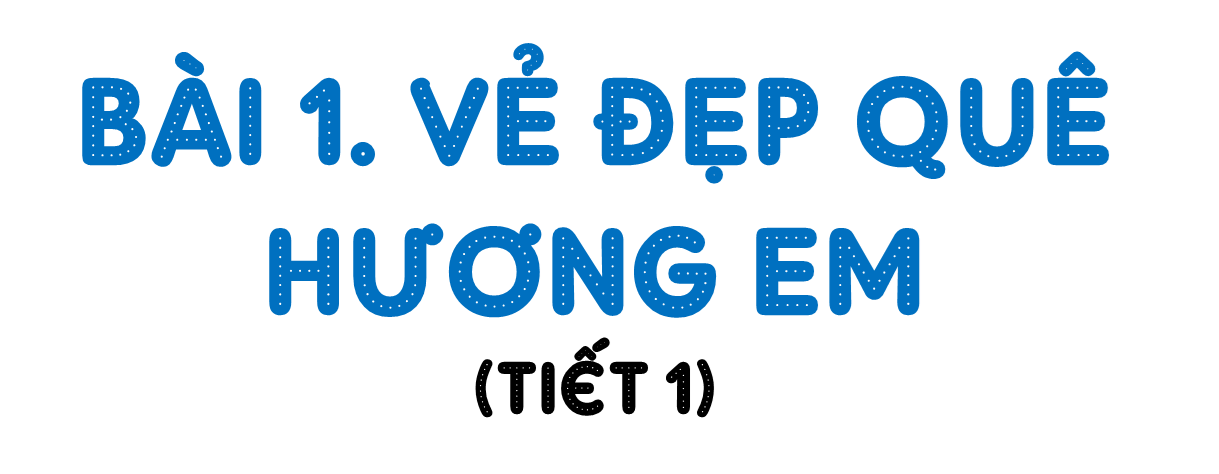 BÀI 1. VẺ ĐẸP QUÊ
HƯƠNG EM
(TIẾT 1)